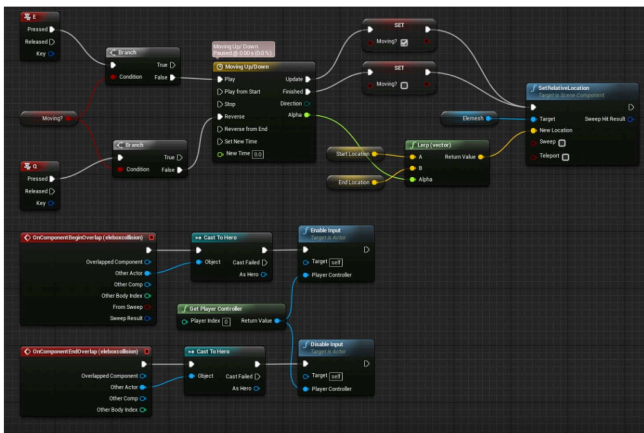 E
Pressed
Released
Key
Moving?
Q
Pressed
Released
Key
Branch
True
Condition
False
Branch
True
Condition
False
Moving Up/ Down
Paused @ 0.00 s (0.0 %)
Moving Up/Down
Play
Update
Play from Start
Finished
Stop
Direction
Reverse
Alpha
Reverse from End
Set New Time
New Time
0.0
SET
Moving?
SET
Moving?
Start Location
End Location
Lerp (vector)
A
Return Value
B
Alpha
Elemesh
SetRelativeLocation
Target is Scene Component
Target
Sweep Hit Result
New Location
Sweep
Teleport
OnComponentBeginOverlap (eleboxcollision)
Overlapped Component
Other Actor
Other Comp
Other Body Index
From Sweep
Sweep Result
Cast To Hero
Object
Cast Failed
As Hero
Enable Input
Target is Actor
Target
self
Player Controller
Get Player Controller
Player Index
0
Return Value
OnComponentEndOverlap (eleboxcollision)
Overlapped Component
Other Actor
Other Comp
Other Body Index
Cast To Hero
Object
Cast Failed
As Hero
Disable Input
Target is Actor
Target
self
Player Controller